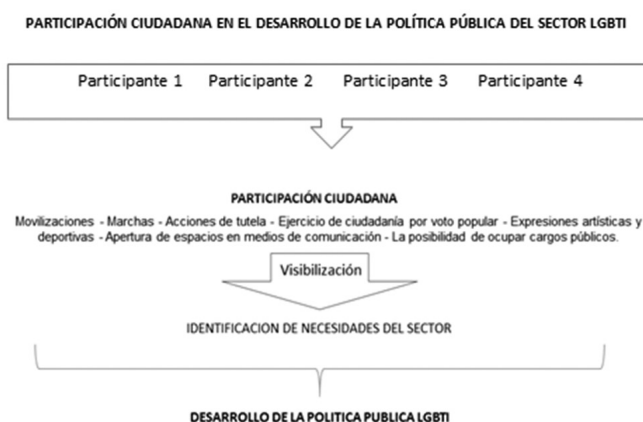 PARTICIPACIÓN CIUDADANA EN EL DESARROLLO DE LA POLÍTICA PÚBLICA DEL SECTOR LGBTI
Participante 1 Participante 2 Participante 3 Participante 4
PARTICIPACIÓN CIUDADANA
Movilizaciones - Marchas - Acciones de tutela - Ejercicio de ciudadanía por voto popular - Expresiones artísticas y
deportivas - Apertura de espacios en medios de comunicación - La posibilidad de ocupar cargos públicos.
Visibilización
IDENTIFICACION DE NECESIDADES DEL SECTOR
DESARROLLO DE LA POLITICA PUBLICA LGBTI